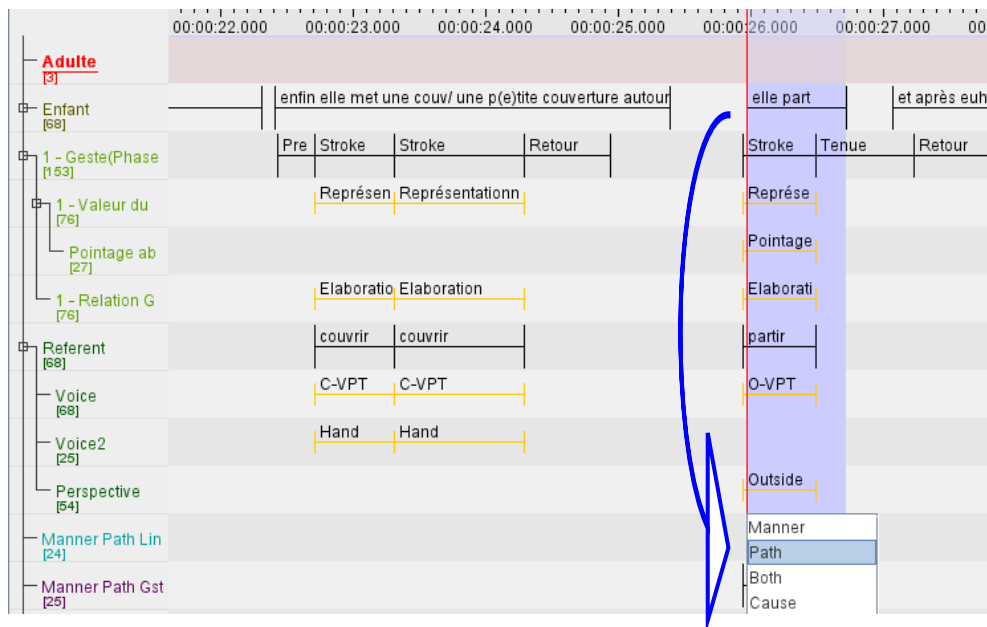 00:00:22.000 00:00:23.000 00:00:24.000 00:00:25.000 00:00:26.000 00:00:27.000 00
Adulte
[3]
Enfant enfin elle met une couv/ une p(e)tite couverture autour elle part et après euh
[68]
1 - Geste(Phase Pre Stroke Stroke Retour Stroke Tenue Retour
[153]
1 - Valeur du Représen Représentationn Représe
[76]
Pointage ab Pointage
[27]
1 - Relation G Elaboratio Elaboration Elaborati
[76]
Referent couvrir couvrir partir
[68]
Voice C-VPT C-VPT O-VPT
[68]
Voice2 Hand Hand
[25]
Perspective Outside
[54]
Manner Path Lin Manner
[24] Path
Manner Path Gst Both
[25] Cause